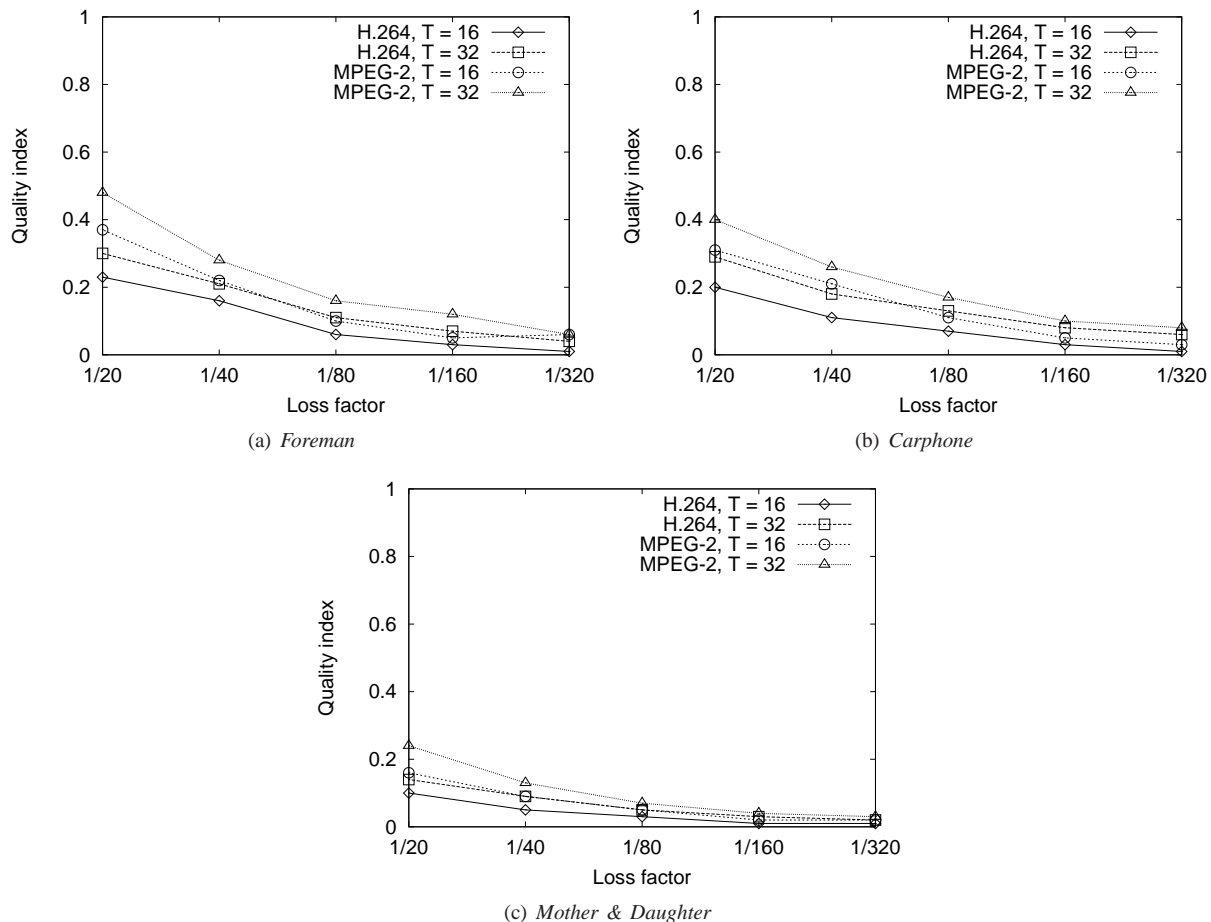 1
0.8
0.6
0.4
0.2
0
Quality index
H.264, T = 16
H.264, T = 32
MPEG-2, T = 16
MPEG-2, T = 32
1/20 1/40 1/80 1/160 1/320
Loss factor
(a) Foreman
1
0.8
0.6
0.4
0.2
0
Quality index
H.264, T = 16
H.264, T = 32
MPEG-2, T = 16
MPEG-2, T = 32
1/20 1/40 1/80 1/160 1/320
Loss factor
(b) Carphone
1
0.8
0.6
0.4
0.2
0
Quality index
H.264, T = 16
H.264, T = 32
MPEG-2, T = 16
MPEG-2, T = 32
1/20 1/40 1/80 1/160 1/320
Loss factor
(c) Mother & Daughter